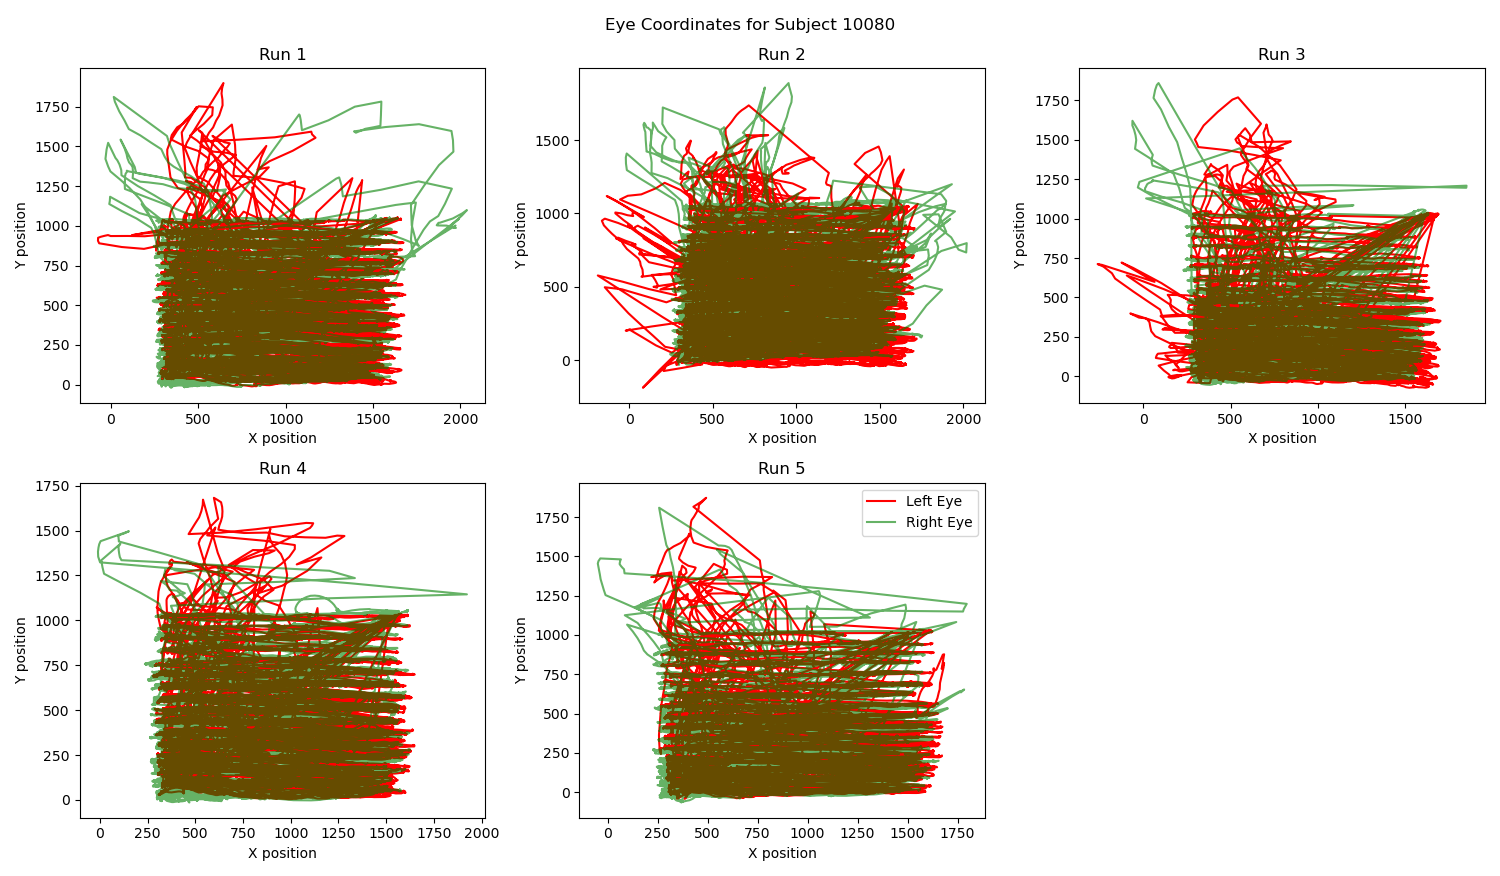 Eye Coordinates for Subject 10080
Run 1
Y position
1750
1500
1250
1000
750
500
250
0
0 500 1000 1500 2000
X position
Run 2
Y position
1500
1000
500
0
0 500 1000 1500 2000
X position
Run 3
Y position
1750
1500
1250
1000
750
500
250
0
0 500 1000 1500
X position
Run 4
Y position
1750
1500
1250
1000
750
500
250
0
0 250 500 750 1000 1250 1500 1750 2000
X position
Run 5
Left Eye
Right Eye
Y position
1750
1500
1250
1000
750
500
250
0
0 250 500 750 1000 1250 1500 1750
X position